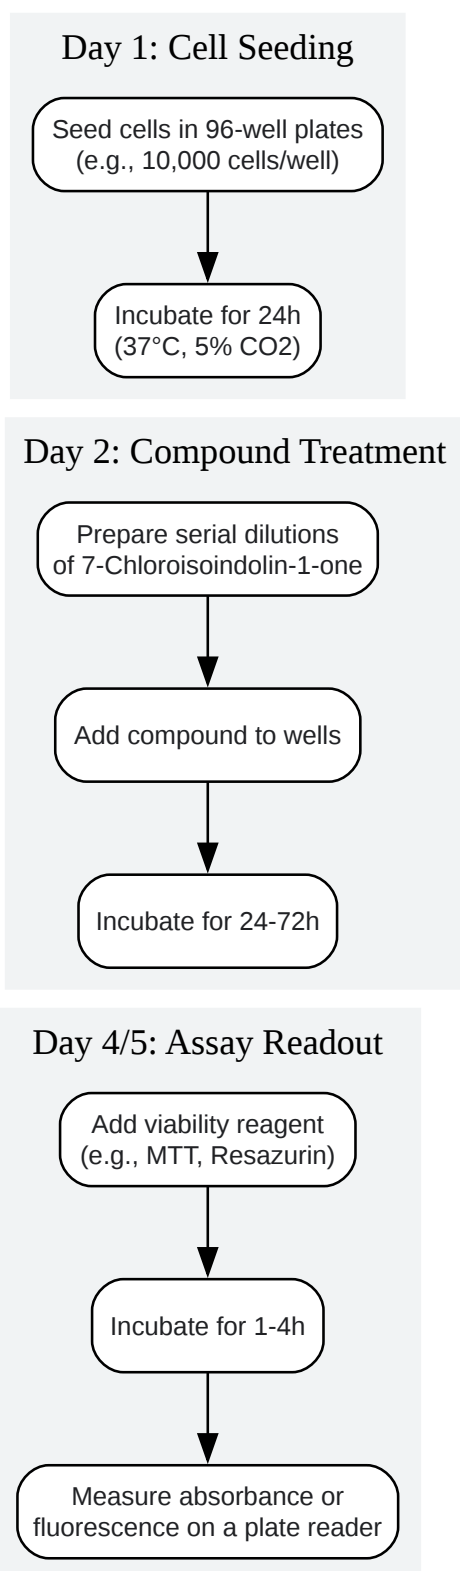 Day 1: Cell Seeding
Seed cells in 96-well plates
(e.g., 10,000 cells/well)
Incubate for 24h
(37°C, 5% CO2)
Day 2: Compound Treatment
Prepare serial dilutions
of 7-Chloroisoindolin-1-one
Add compound to wells
Incubate for 24-72h
Day 4/5: Assay Readout
Add viability reagent
(e.g., MTT, Resazurin)
Incubate for 1-4h
Measure absorbance or
fluorescence on a plate reader